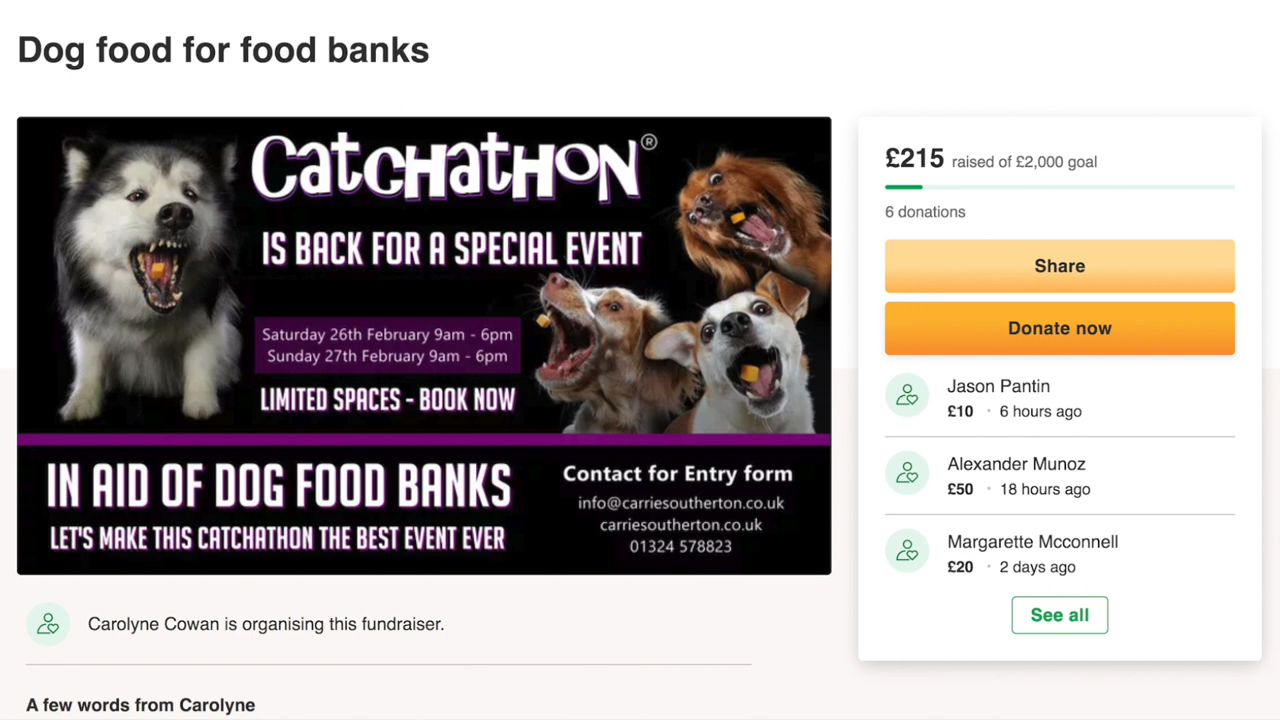 Dog food for food banks
CatCHatHON®
IS BACK FOR A SPECIAL EVENT
Saturday 26th February 9am - 6pm
Sunday 27th February 9am - 6pm
LIMITED SPACES - BOOK NOW
IN AID OF DOG FOOD BANKS
LET'S MAKE THIS CATCHATHON THE BEST EVENT EVER
Contact for Entry form
info@carriesoutherton.co.uk
carriesoutherton.co.uk
01324 578823
Carolyne Cowan is organising this fundraiser.
A few words from Carolyne
£215 raised of £2,000 goal
6 donations
Share
Donate now
Jason Pantin
£10 • 6 hours ago
Alexander Munoz
£50 • 18 hours ago
Margarette Mcconnell
£20 • 2 days ago
See all